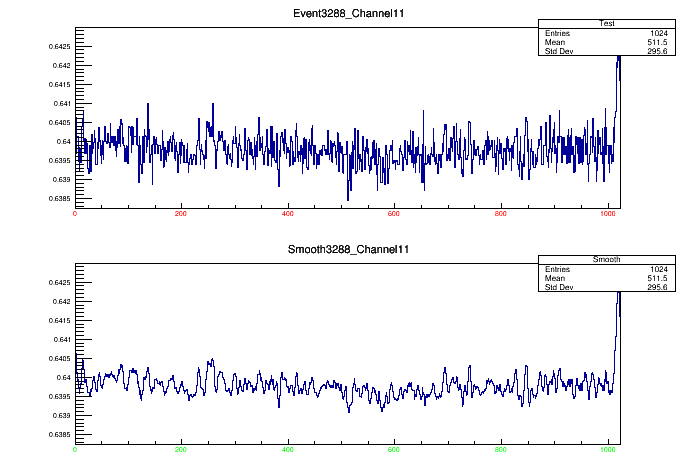 Event3288_Channel11
Test
Entries 1024
Mean 511.5
Std Dev 295.6
0.6425
0.642
0.6415
0.641
0.6405
0.64
0.6395
0.639
0.6385
0 200 400 600 800 1000
Smooth3288_Channel11
Smooth
Entries 1024
Mean 511.5
Std Dev 295.6
0.6425
0.642
0.6415
0.641
0.6405
0.64
0.6395
0.639
0.6385
0 200 400 600 800 1000